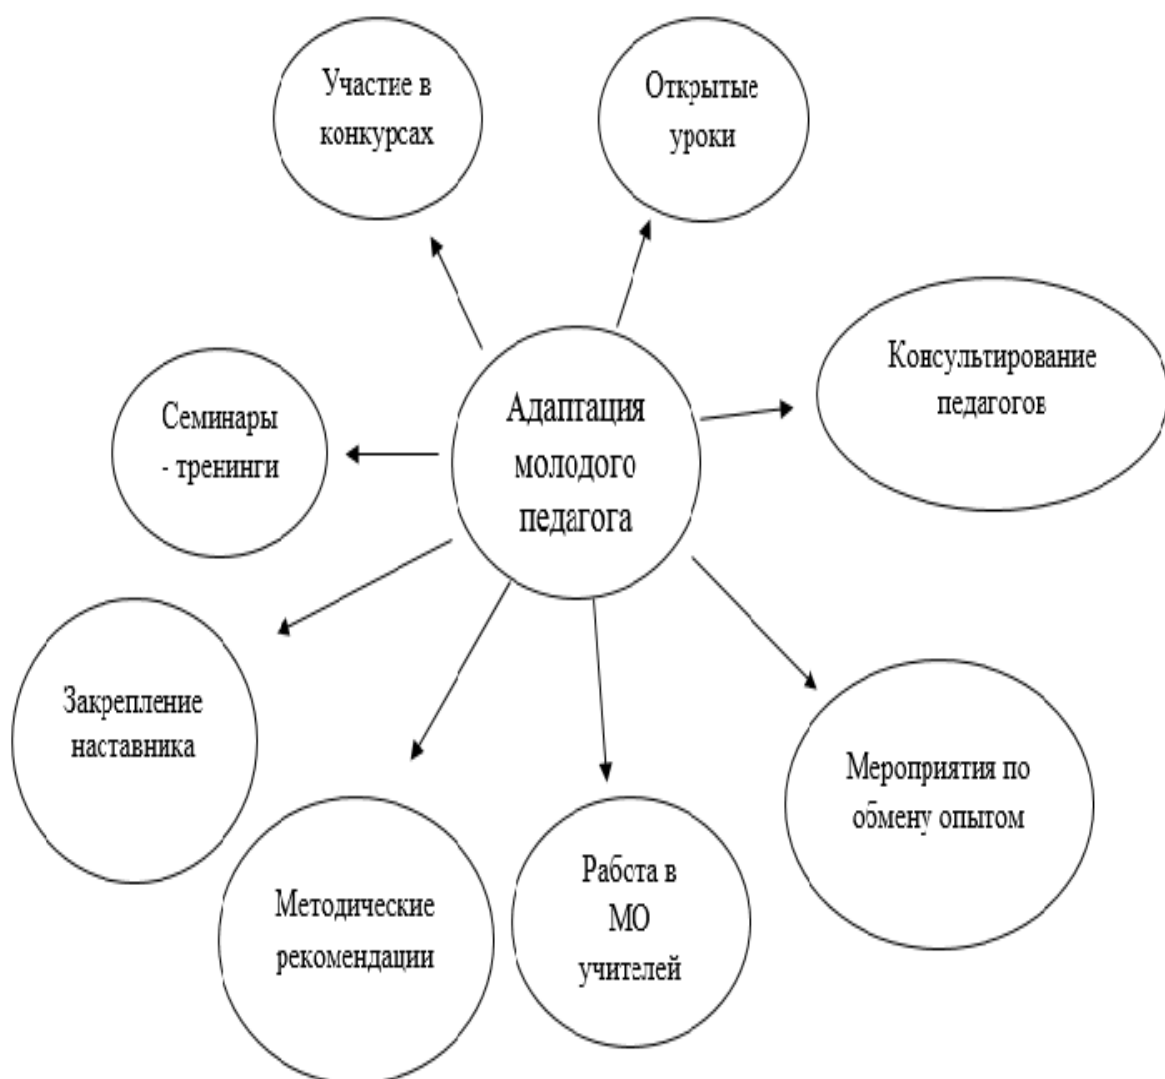 Участие в
конкурсах
Открытые
уроки
Консультирование
педагогов
Адаптация
молодого
педагога
Семинары
- тренинги
Закрепление
наставника
Мероприятия по
обмену опытом
Методические
рекомендации
Работа в
МО
учителей